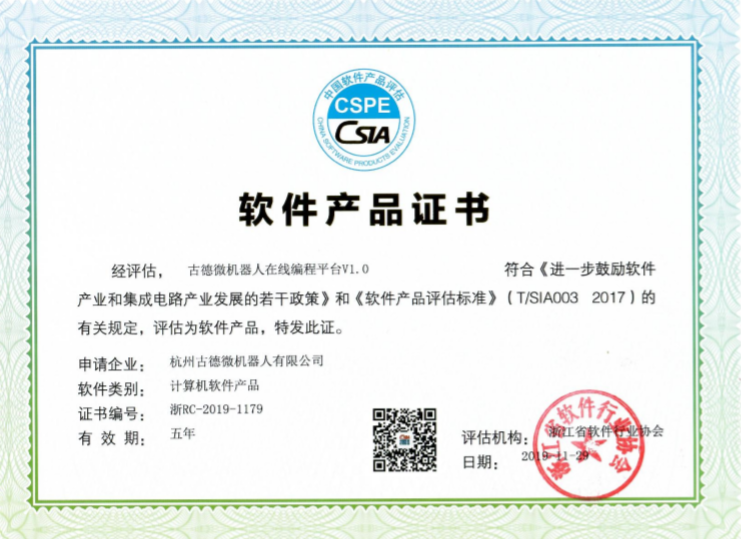 中国软件产品评估
CSPE
CSIA
CHINA SOFTWARE PRODUCTS EVALUATION
软件产品证书
经评估， 古德微机器人在线编程平台V1.0 符合《进一步鼓励软件
产业和集成电路产业发展的若干政策》和《软件产品评估标准》（T/SIA003 2017）的
有关规定，评估为软件产品，特发此证。
申请企业： 杭州古德微机器人有限公司
软件类别： 计算机软件产品
证书编号： 浙RC-2019-1179
有 效 期： 五年
评估机构： 浙江省软件行业协会
日期： 2019-11-29
浙江省软件行业协会